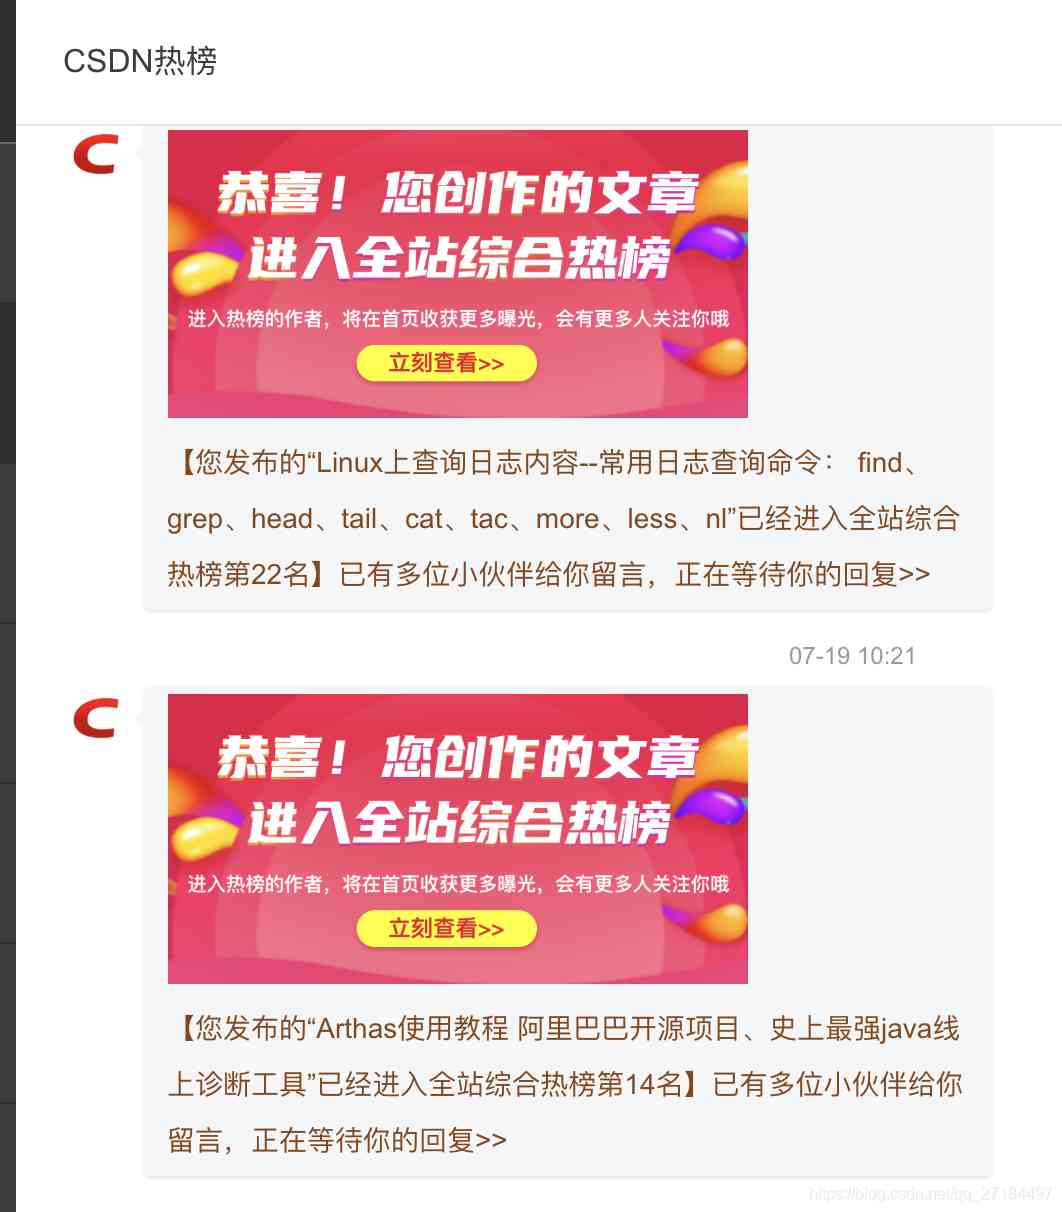 CSDN热榜
恭喜！您创作的文章
进入全站综合热榜
进入热榜的作者，将在首页收获更多曝光，会有更多人关注你哦
立刻查看>>
【您发布的“Linux上查询日志内容--常用日志查询命令： find、
grep、head、tail、cat、tac、more、less、nl”已经进入全站综合
热榜第22名】已有多位小伙伴给你留言，正在等待你的回复>>
07-19 10:21
恭喜！您创作的文章
进入全站综合热榜
进入热榜的作者，将在首页收获更多曝光，会有更多人关注你哦
立刻查看>>
【您发布的“Arthas使用教程 阿里巴巴开源项目、史上最强java线
上诊断工具”已经进入全站综合热榜第14名】已有多位小伙伴给你
留言，正在等待你的回复>>
https://blog.csdn.net/qq_27184497